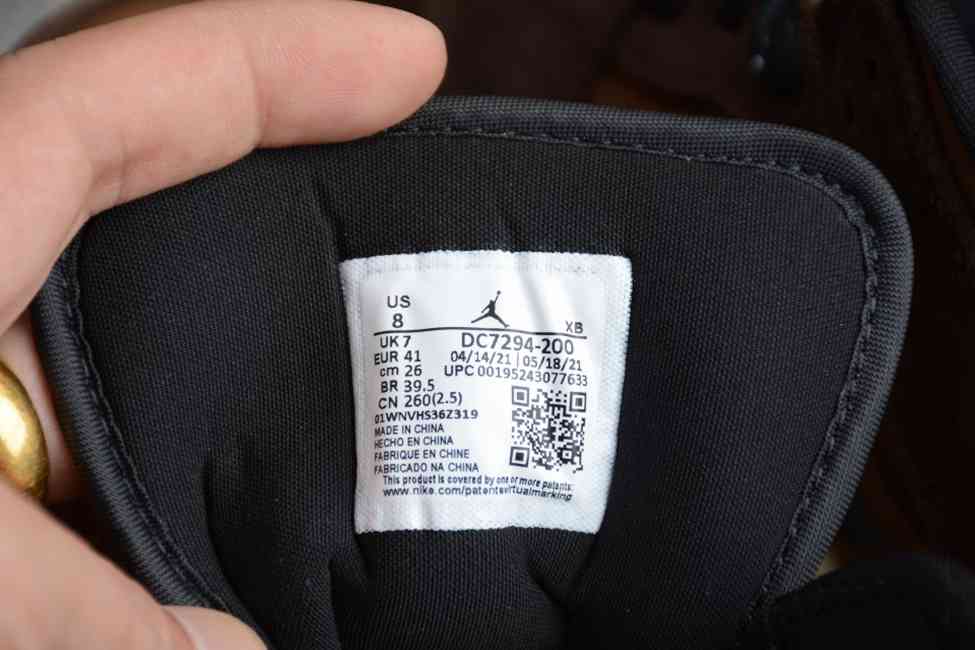 US
8
XB
UK 7
DC7294-200
EUR 41
04/14/21 | 05/18/21
cm 26
UPC 00195243077633
BR 39.5
CN 260(2.5)
01WNVHS36Z319
MADE IN CHINA
HECHO EN CHINA
FABRIQUE EN CHINE
FABRICADO NA CHINA
This product is covered by one or more patents:
www.nike.com/patentsvirtualmarking